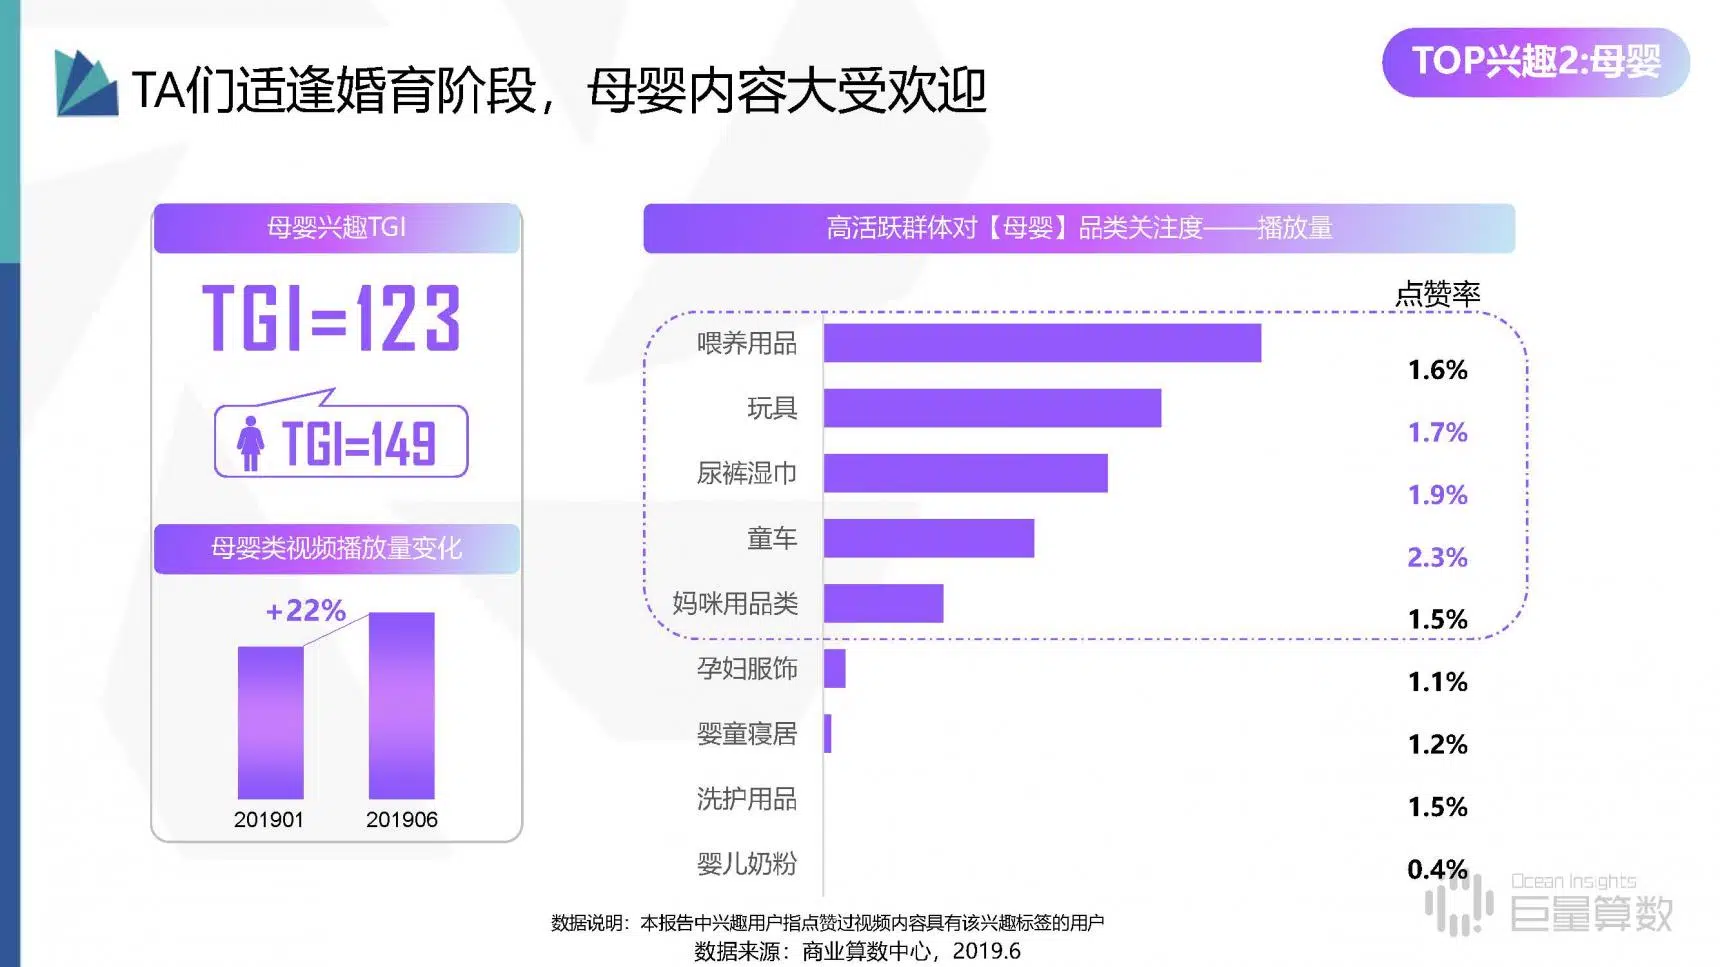 TA们适逢婚育阶段，母婴内容大受欢迎
TOP兴趣2:母婴
母婴兴趣TGI
TGI=123
TGI=149
母婴类视频播放量变化
+22%
201901 201906
高活跃群体对【母婴】品类关注度——播放量
点赞率
喂养用品 1.6%
玩具 1.7%
尿裤湿巾 1.9%
童车 2.3%
妈咪用品类 1.5%
孕妇服饰 1.1%
婴童寝居 1.2%
洗护用品 1.5%
婴儿奶粉 0.4%
Ocean Insights
巨量算数
数据说明：本报告中兴趣用户指点赞过视频内容具有该兴趣标签的用户
数据来源：商业算数中心，2019.6